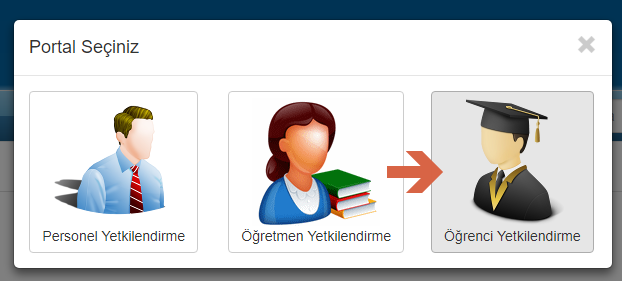 Portal Seçiniz
Personel Yetkilendirme
Öğretmen Yetkilendirme
Öğrenci Yetkilendirme